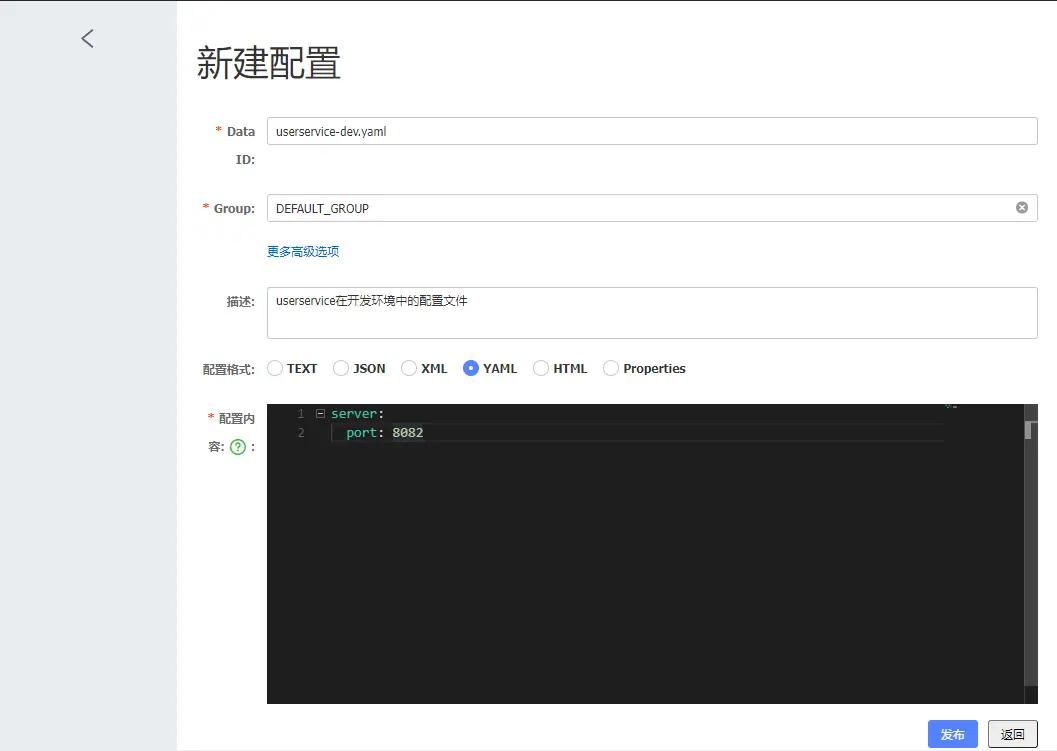 新建配置
* Data ID:
userservice-dev.yaml
* Group:
DEFAULT_GROUP
更多高级选项
描述:
userservice在开发环境中的配置文件
配置格式:
TEXT JSON XML YAML HTML Properties
* 配置内容: ? :
1 server:
2 port: 8082
发布 返回